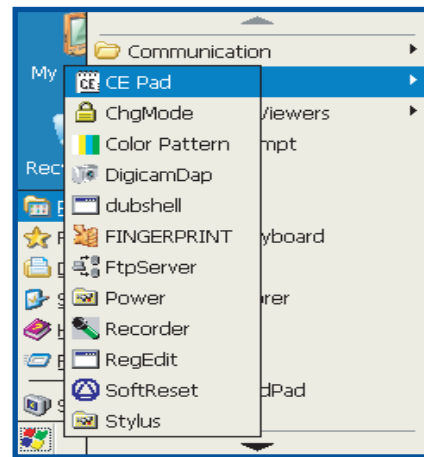 Communication
My
CE Pad
ChgMode
iewers
Color Pattern
mpt
Rec
DigicamDap
dubshell
FINGERPRINT
yboard
FtpServer
Power
rer
Recorder
RegEdit
SoftReset
dPad
Stylus